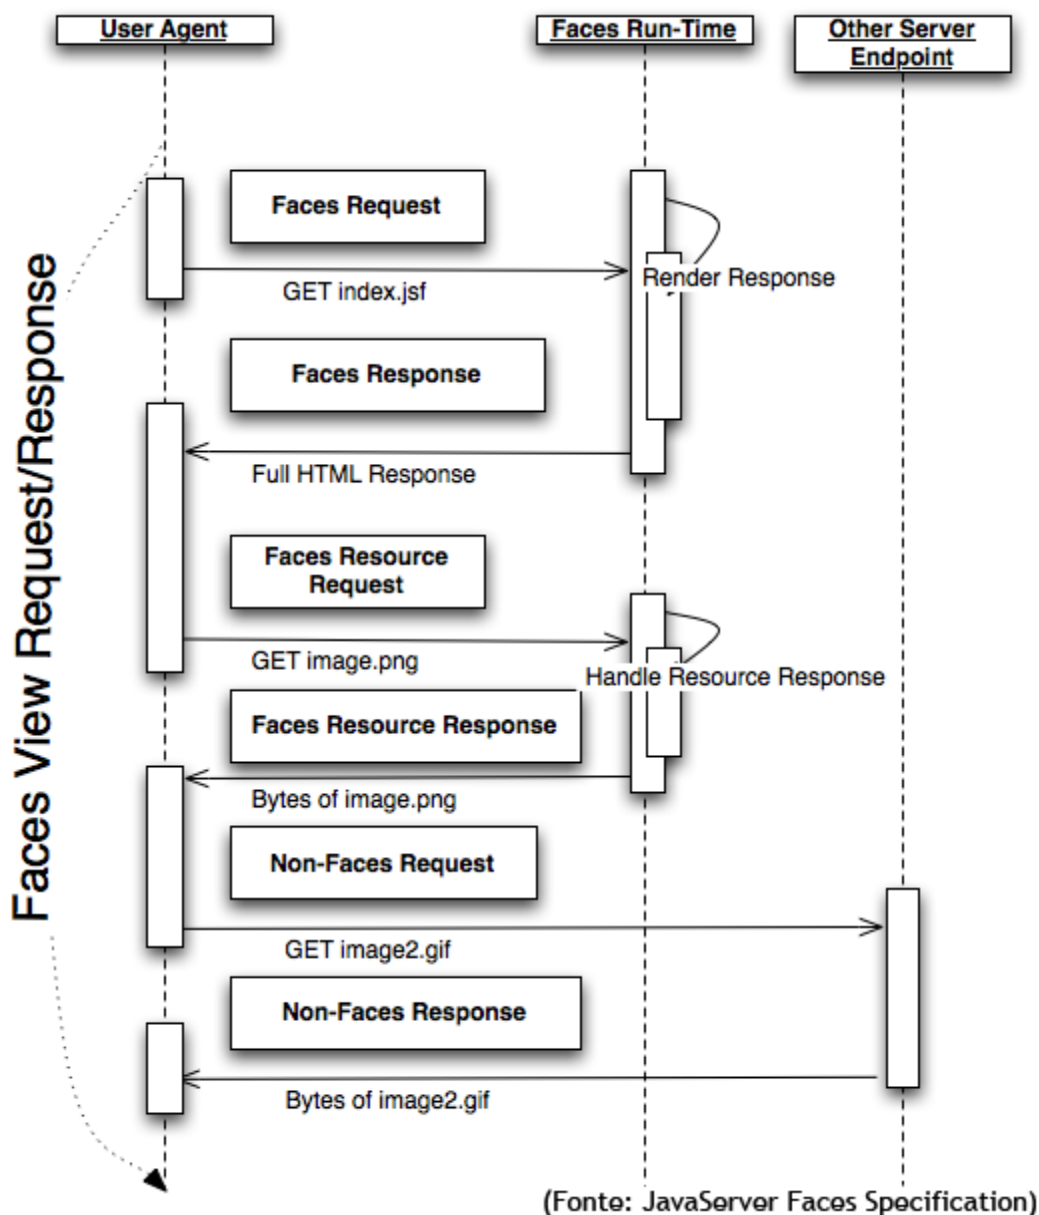 User Agent
Faces Run-Time
Other Server
Endpoint
Faces View Request/Response
Faces Request
GET index.jsf
Render Response
Faces Response
Full HTML Response
Faces Resource
Request
GET image.png
Handle Resource Response
Faces Resource Response
Bytes of image.png
Non-Faces Request
GET image2.gif
Non-Faces Response
Bytes of image2.gif
(Fonte: JavaServer Faces Specification)